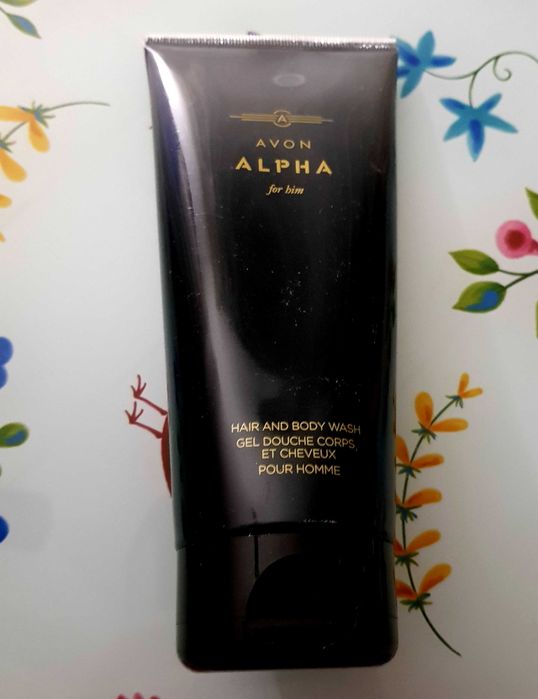 A
AVON
ALPHA
for him
HAIR AND BODY WASH
GEL DOUCHE CORPS
ET CHEVEUX
POUR HOMME